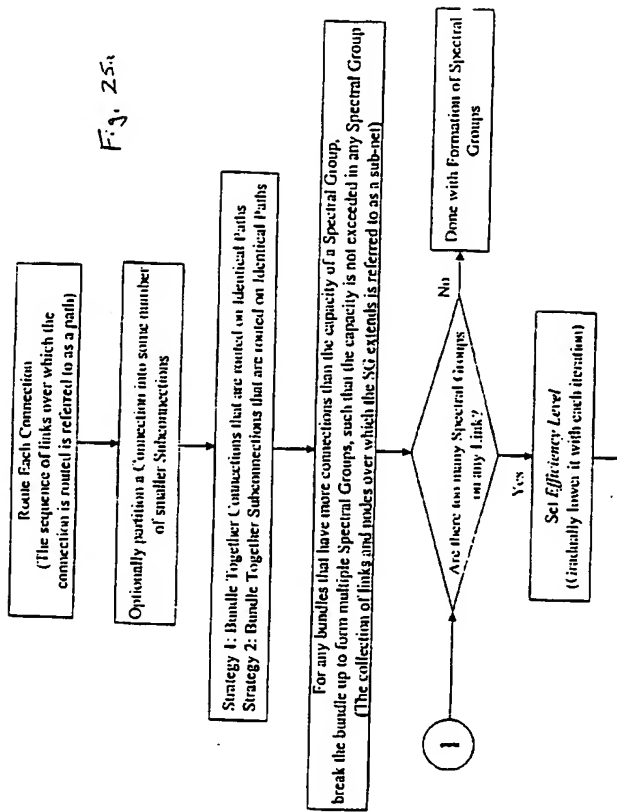 Fig. 25a
Route Each Connection
(The sequence of links over which the
connection is routed is referred to as a path)
Optionally partition a Connection into some number
of smaller Subconnections
Strategy 1: Bundle Together Connections that are routed on Identical Paths
Strategy 2: Bundle Together Subconnections that are routed on Identical Paths
For any bundles that have more connections than the capacity of a Spectral Group,
break the bundle up to form multiple Spectral Groups, such that the capacity is not exceeded in any Spectral Group
(The collection of links and nodes over which the SG extends is referred to as a sub-net)
1
Are there too many Spectral Groups
on any Link?
No
Done with Formation of Spectral
Groups
Yes
Set Efficiency Level
(Gradually lower it with each iteration)